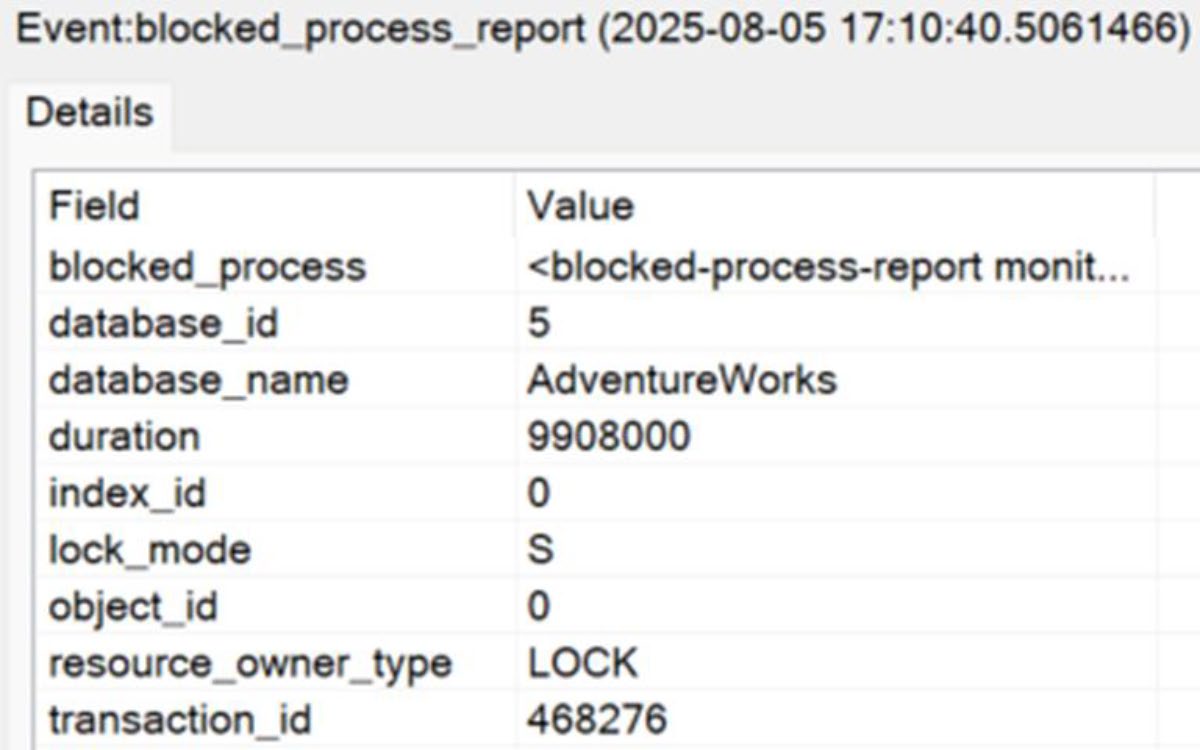 Event:blocked_process_report (2025-08-05 17:10:40.5061466)
Details
Field Value
blocked_process <blocked-process-report monit...
database_id 5
database_name AdventureWorks
duration 9908000
index_id 0
lock_mode S
object_id 0
resource_owner_type LOCK
transaction_id 468276